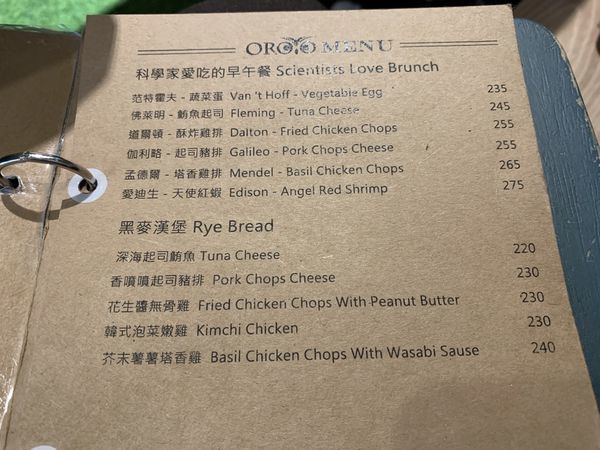 OROYO MENU
科學家愛吃的早午餐 Scientists Love Brunch
范特霍夫 - 蔬菜蛋 Van 't Hoff - Vegetable Egg 235
佛萊明 - 鮪魚起司 Fleming - Tuna Cheese 245
道爾頓 - 酥炸雞排 Dalton - Fried Chicken Chops 255
伽利略 - 起司豬排 Galileo - Pork Chops Cheese 255
孟德爾 - 塔香雞排 Mendel - Basil Chicken Chops 265
愛迪生 - 天使紅蝦 Edison - Angel Red Shrimp 275
黑麥漢堡 Rye Bread
深海起司鮪魚 Tuna Cheese 220
香噴噴起司豬排 Pork Chops Cheese 230
花生醬無骨雞 Fried Chicken Chops With Peanut Butter 230
韓式泡菜嫩雞 Kimchi Chicken 230
芥末薯薯塔香雞 Basil Chicken Chops With Wasabi Sause 240